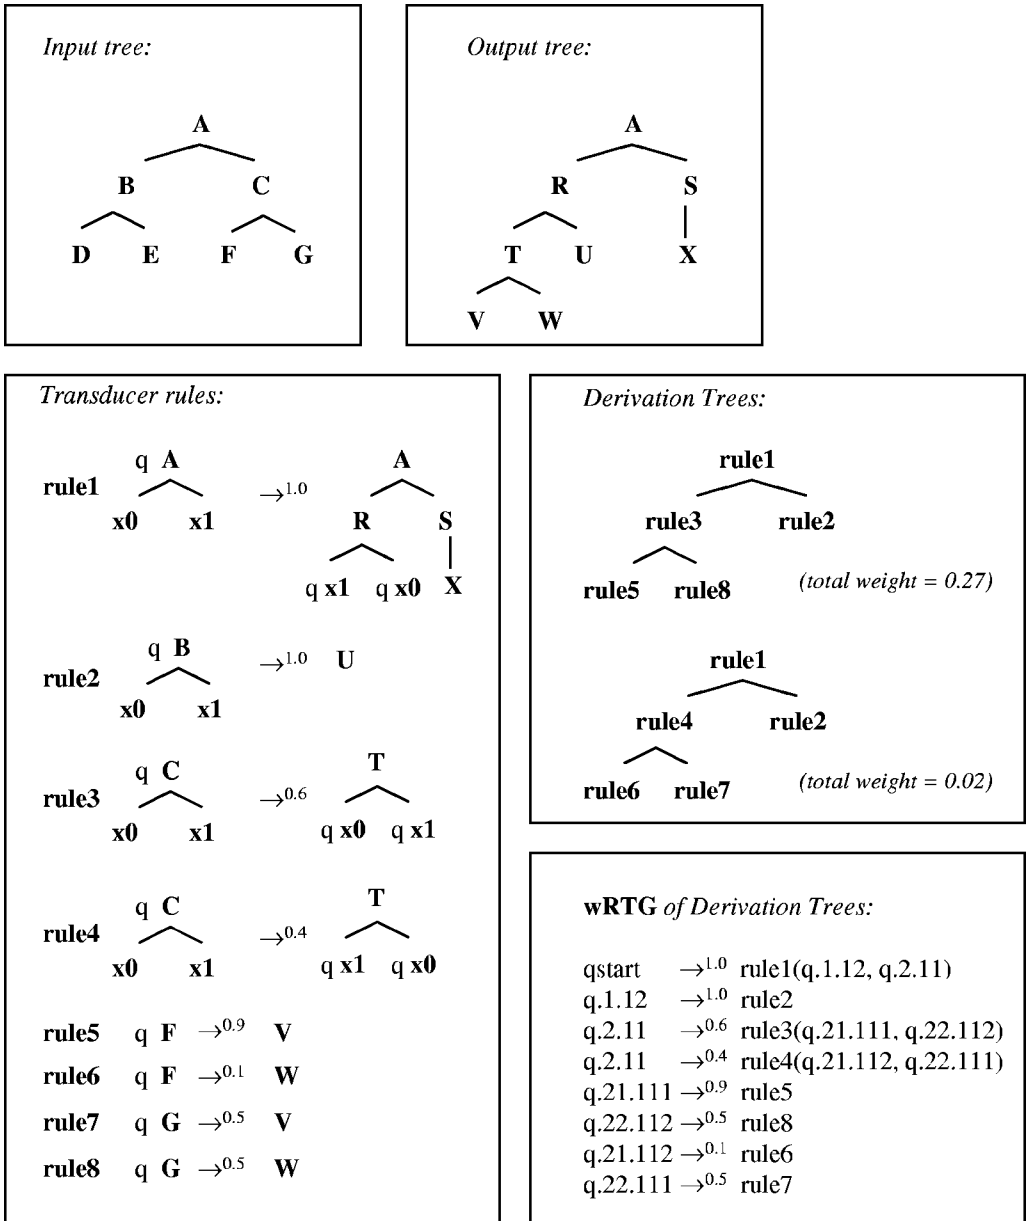 Input tree:
A
B C
D E F G
Output tree:
A
R S
T U X
V W
Transducer rules:
q A A
rule1 →1.0
x0 x1 R S
q x1 q x0 X
q B
rule2 →1.0 U
x0 x1
q C T
rule3 →0.6
x0 x1 q x0 q x1
q C T
rule4 →0.4
x0 x1 q x1 q x0
rule5 q F →0.9 V
rule6 q F →0.1 W
rule7 q G →0.5 V
rule8 q G →0.5 W
Derivation Trees:
rule1
rule3 rule2
rule5 rule8 (total weight = 0.27)
rule1
rule4 rule2
rule6 rule7 (total weight = 0.02)
wRTG of Derivation Trees:
qstart →1.0 rule1(q.1.12, q.2.11)
q.1.12 →1.0 rule2
q.2.11 →0.6 rule3(q.21.111, q.22.112)
q.2.11 →0.4 rule4(q.21.112, q.22.111)
q.21.111 →0.9 rule5
q.22.112 →0.5 rule8
q.21.112 →0.1 rule6
q.22.111 →0.5 rule7